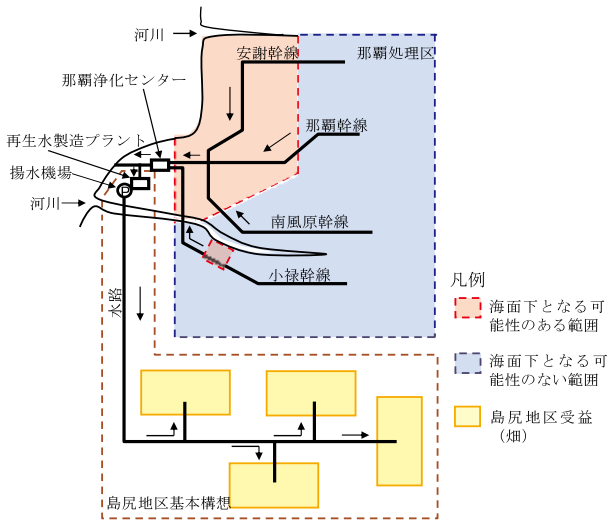 河川
安謝幹線
那覇処理区
那覇浄化センター
那覇幹線
再生水製造プラント
揚水機場
P
河川
南風原幹線
小禄幹線
水路
凡例
海面下となる可
能性のある範囲
海面下となる可
能性のない範囲
島尻地区受益
（畑）
島尻地区基本構想